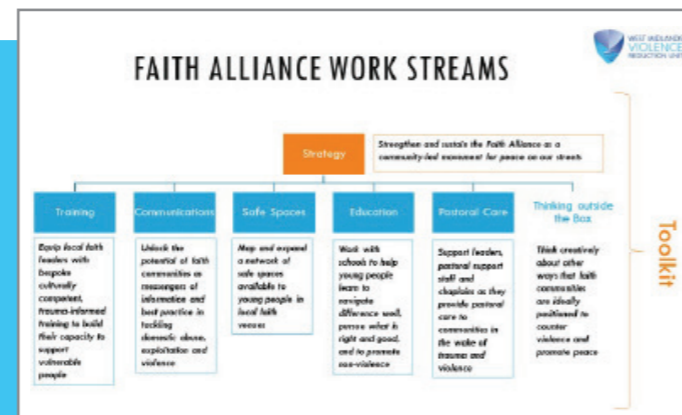 WEST MIDLANDS
VIOLENCE
REDUCTION UNIT
FAITH ALLIANCE WORK STREAMS
Strategy
Strengthen and sustain the Faith Alliance as a
community-led movement for peace on our streets
Training
Equip local faith
leaders with
bespoke
culturally
competent,
trauma-informed
training to build
their capacity to
support
vulnerable
people
Communications
Unlock the
potential of faith
communities as
messengers of
information and
best practice in
tackling
domestic abuse,
exploitation and
violence
Safe Spaces
Map and expand
a network of
safe spaces
available to
young people in
local faith
venues
Education
Work with
schools to help
young people
learn to
navigate
difference well,
pursue what is
right and good,
and to promote
non-violence
Pastoral Care
Support leaders,
pastoral support
staff and
chaplains as they
provide pastoral
care to
communities in
the wake of
trauma and
violence
Thinking outside
the Box
Think creatively
about other
ways that faith
communities
are ideally
positioned to
counter
violence and
promote peace
Toolkit